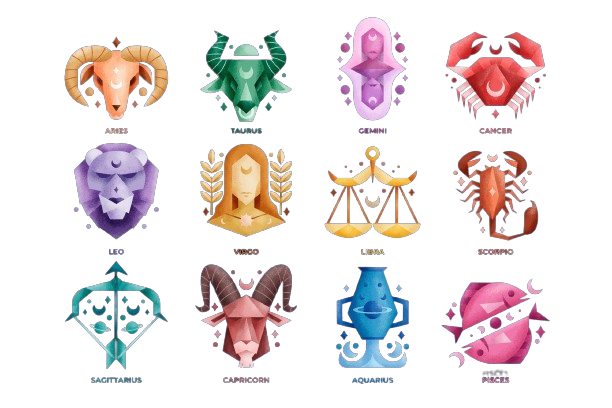 ARIES
TAURUS
GEMINI
CANCER
LEO
VIRGO
LIBRA
SCORPIO
SAGITTARIUS
CAPRICORN
AQUARIUS
PISCES